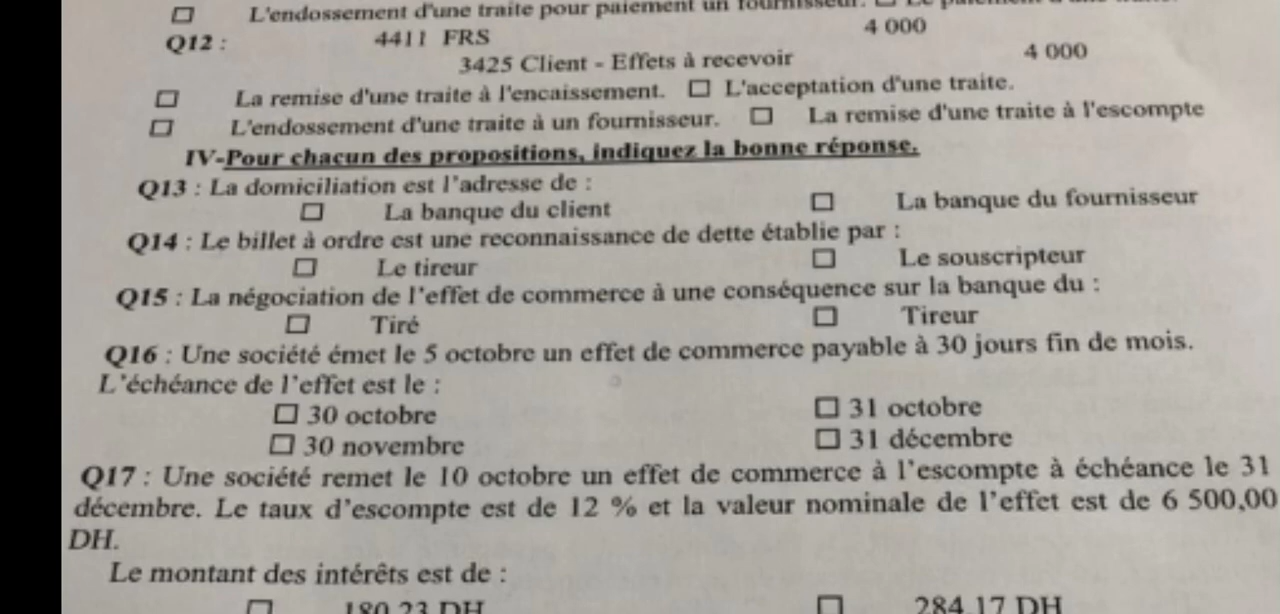 ☐ L'endossement d'une traite pour paiement un fournisseur. ☐
Q12 : 4411 FRS 4 000
3425 Client - Effets à recevoir 4 000
☐ La remise d'une traite à l'encaissement. ☐ L'acceptation d'une traite.
☐ L'endossement d'une traite à un fournisseur. ☐ La remise d'une traite à l'escompte
IV-Pour chacun des propositions, indiquez la bonne réponse.
Q13 : La domiciliation est l'adresse de :
☐ La banque du client ☐ La banque du fournisseur
Q14 : Le billet à ordre est une reconnaissance de dette établie par :
☐ Le tireur ☐ Le souscripteur
Q15 : La négociation de l'effet de commerce à une conséquence sur la banque du :
☐ Tiré ☐ Tireur
Q16 : Une société émet le 5 octobre un effet de commerce payable à 30 jours fin de mois.
L'échéance de l'effet est le :
☐ 30 octobre ☐ 31 octobre
☐ 30 novembre ☐ 31 décembre
Q17 : Une société remet le 10 octobre un effet de commerce à l'escompte à échéance le 31
décembre. Le taux d'escompte est de 12 % et la valeur nominale de l'effet est de 6 500,00
DH.
Le montant des intérêts est de :
☐ 180,23 DH ☐ 284,17 DH